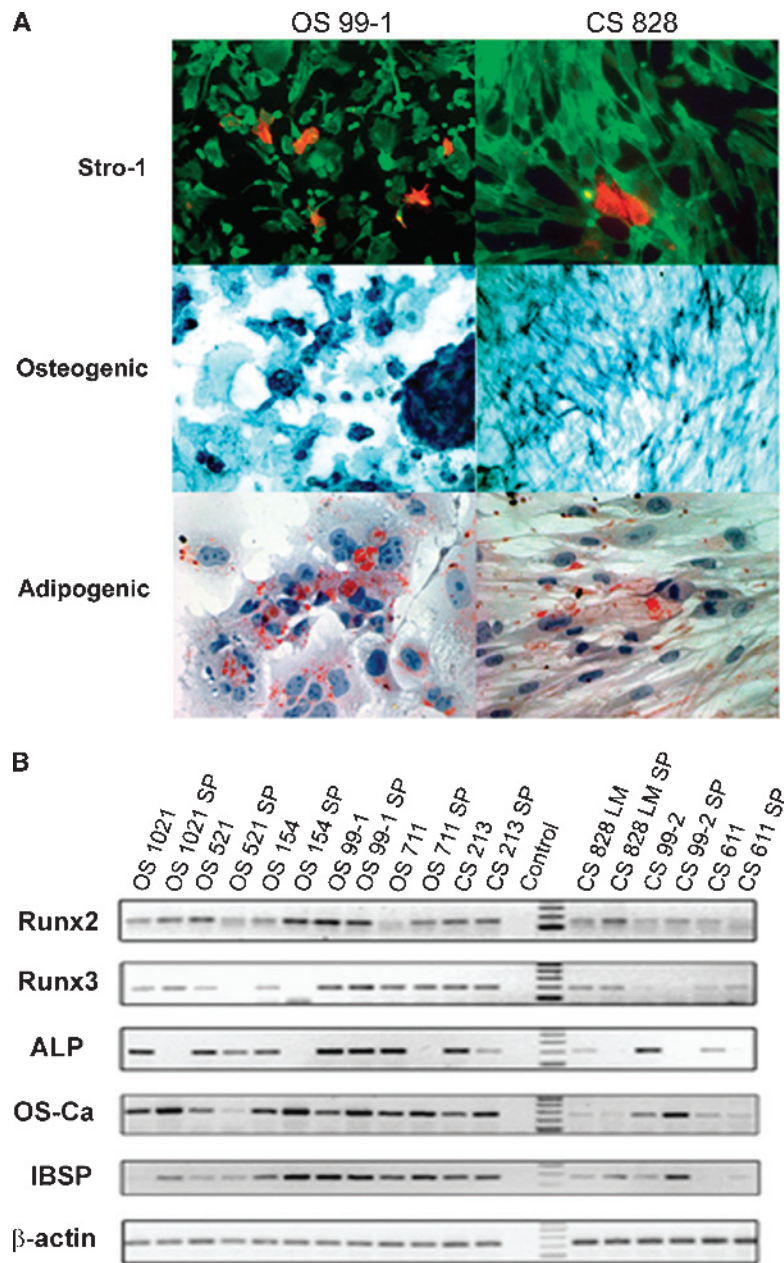 A
OS 99-1 CS 828
Stro-1
Osteogenic
Adipogenic
B
OS 1021 OS 1021 SP OS 521 OS 521 SP OS 154 OS 154 SP OS 99-1 OS 99-1 SP OS 711 OS 711 SP CS 213 CS 213 SP Control CS 828 LM CS 828 LM SP CS 99-2 CS 99-2 SP CS 611 CS 611 SP
Runx2
Runx3
ALP
OS-Ca
IBSP
β-actin